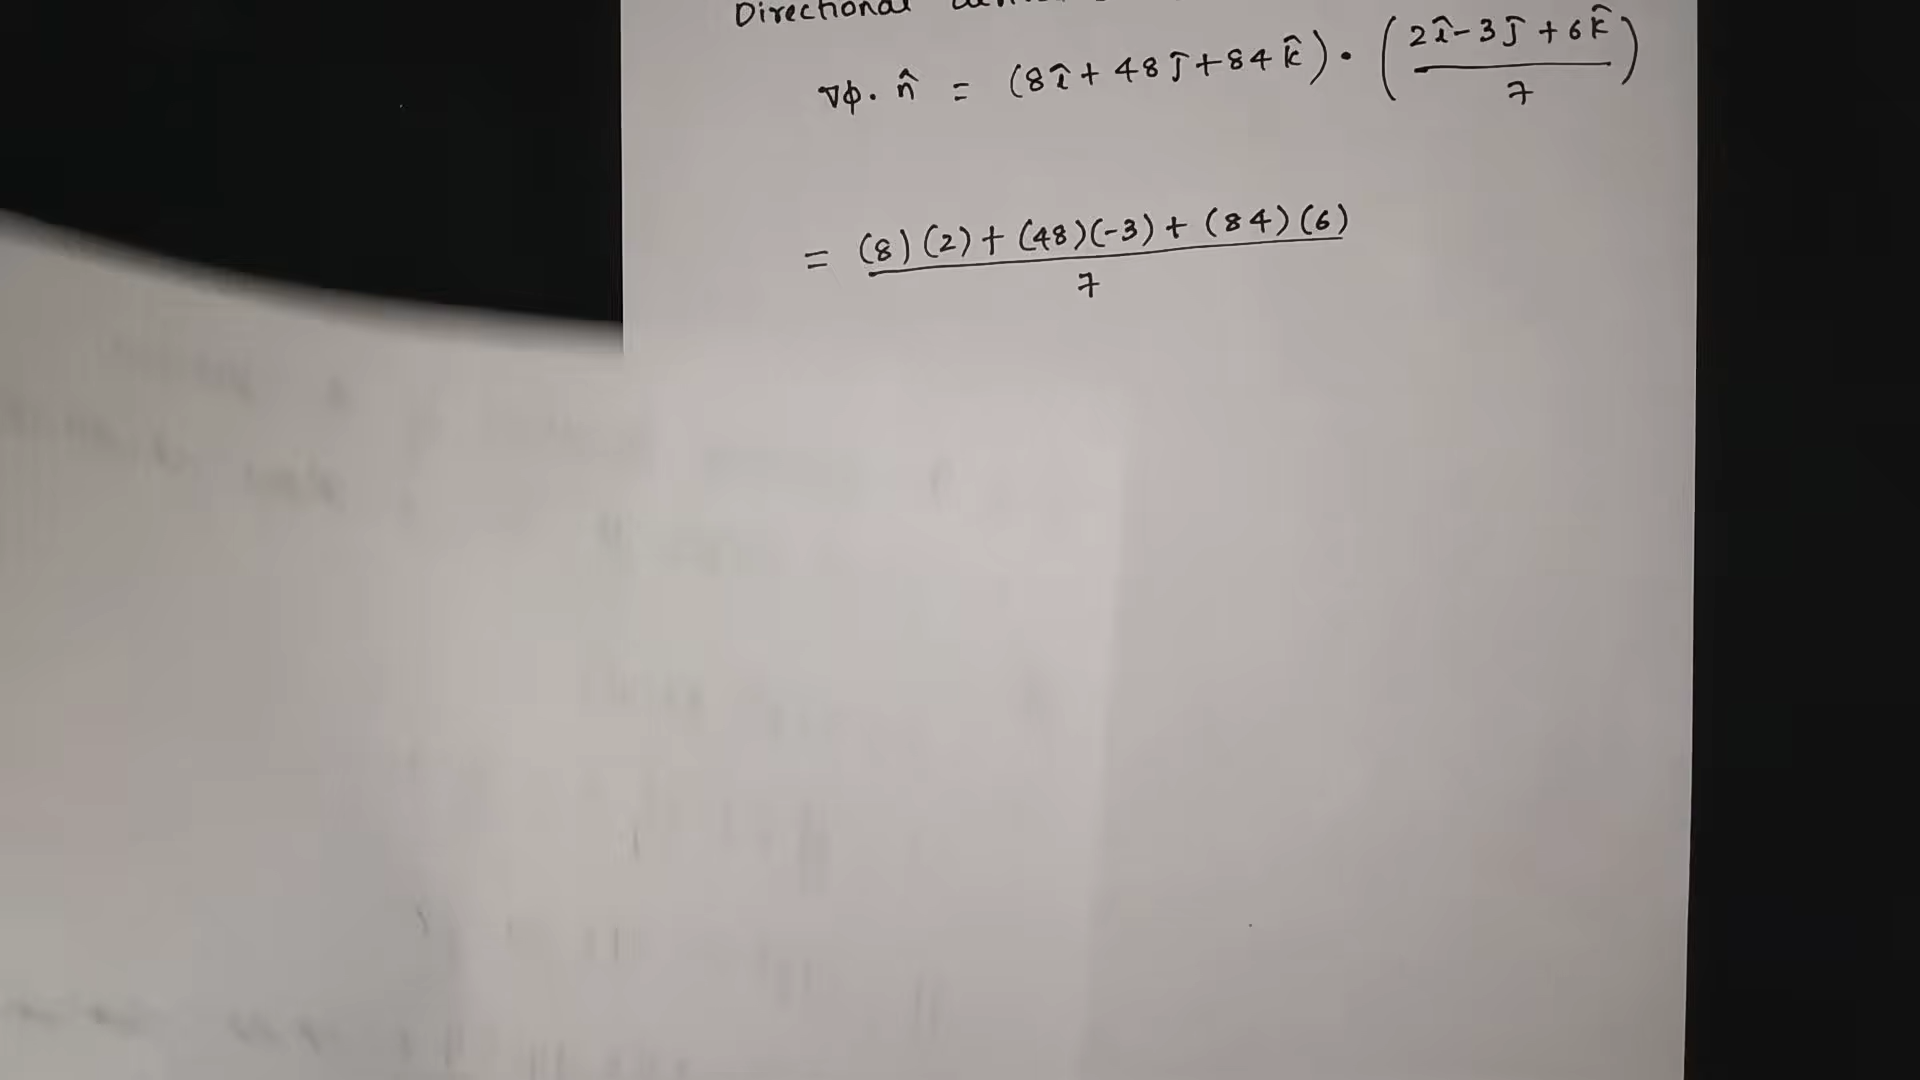 Directional
∇φ. n̂ = (8î + 48ĵ + 84k̂) · (2î - 3ĵ + 6k̂ / 7)
= (8)(2) + (48)(-3) + (84)(6) / 7